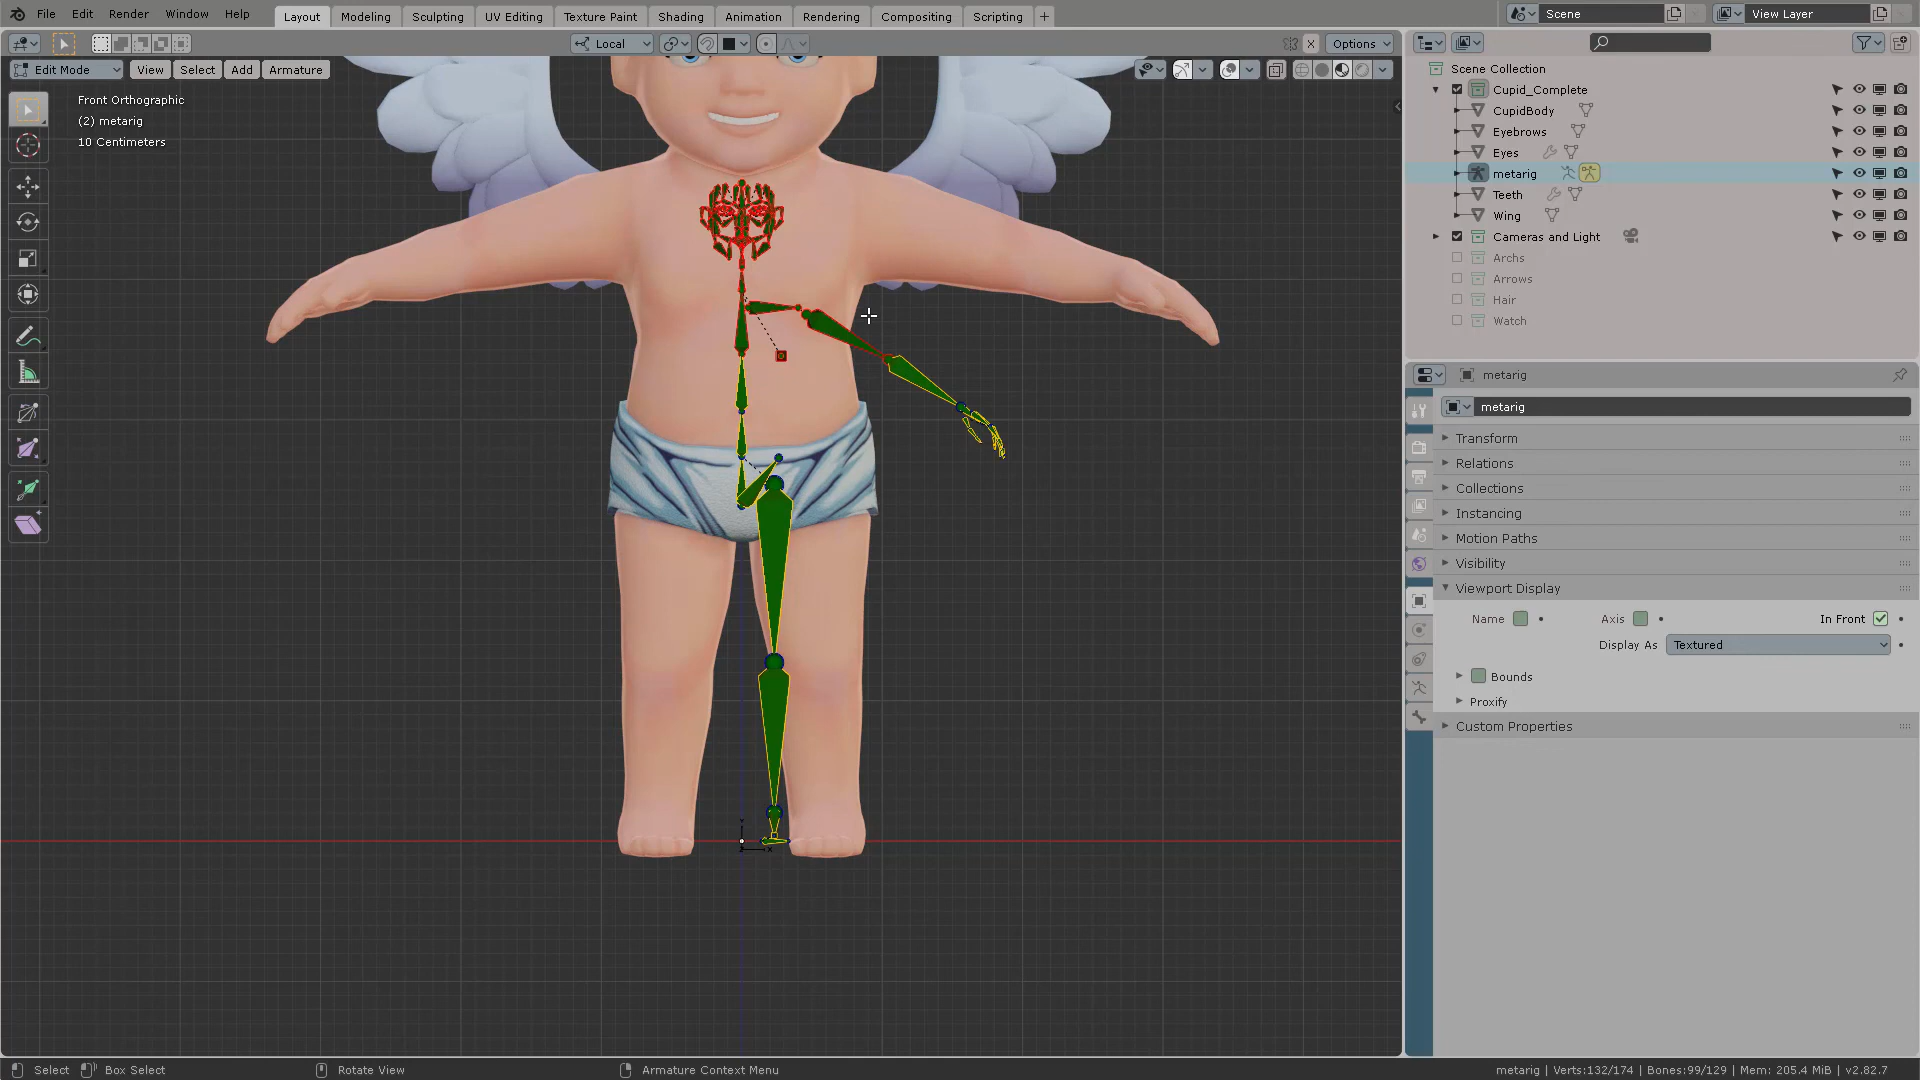 File Edit Render Window Help Layout Modeling Sculpting UV Editing Texture Paint Shading Animation Rendering Compositing Scripting + Scene View Layer
Local Options
Edit Mode View Select Add Armature
Front Orthographic
(2) metarig
10 Centimeters
Scene Collection
Cupid_Complete
CupidBody
Eyebrows
Eyes
metarig
Teeth
Wing
Cameras and Light
Archs
Arrows
Hair
Watch
metarig
metarig
Transform
Relations
Collections
Instancing
Motion Paths
Visibility
Viewport Display
Name Axis In Front
Display As Textured
Bounds
Proxify
Custom Properties
Select Box Select Rotate View Armature Context Menu metarig | Verts:132/174 | Bones:99/129 | Mem: 205.4 MiB | v2.82.7